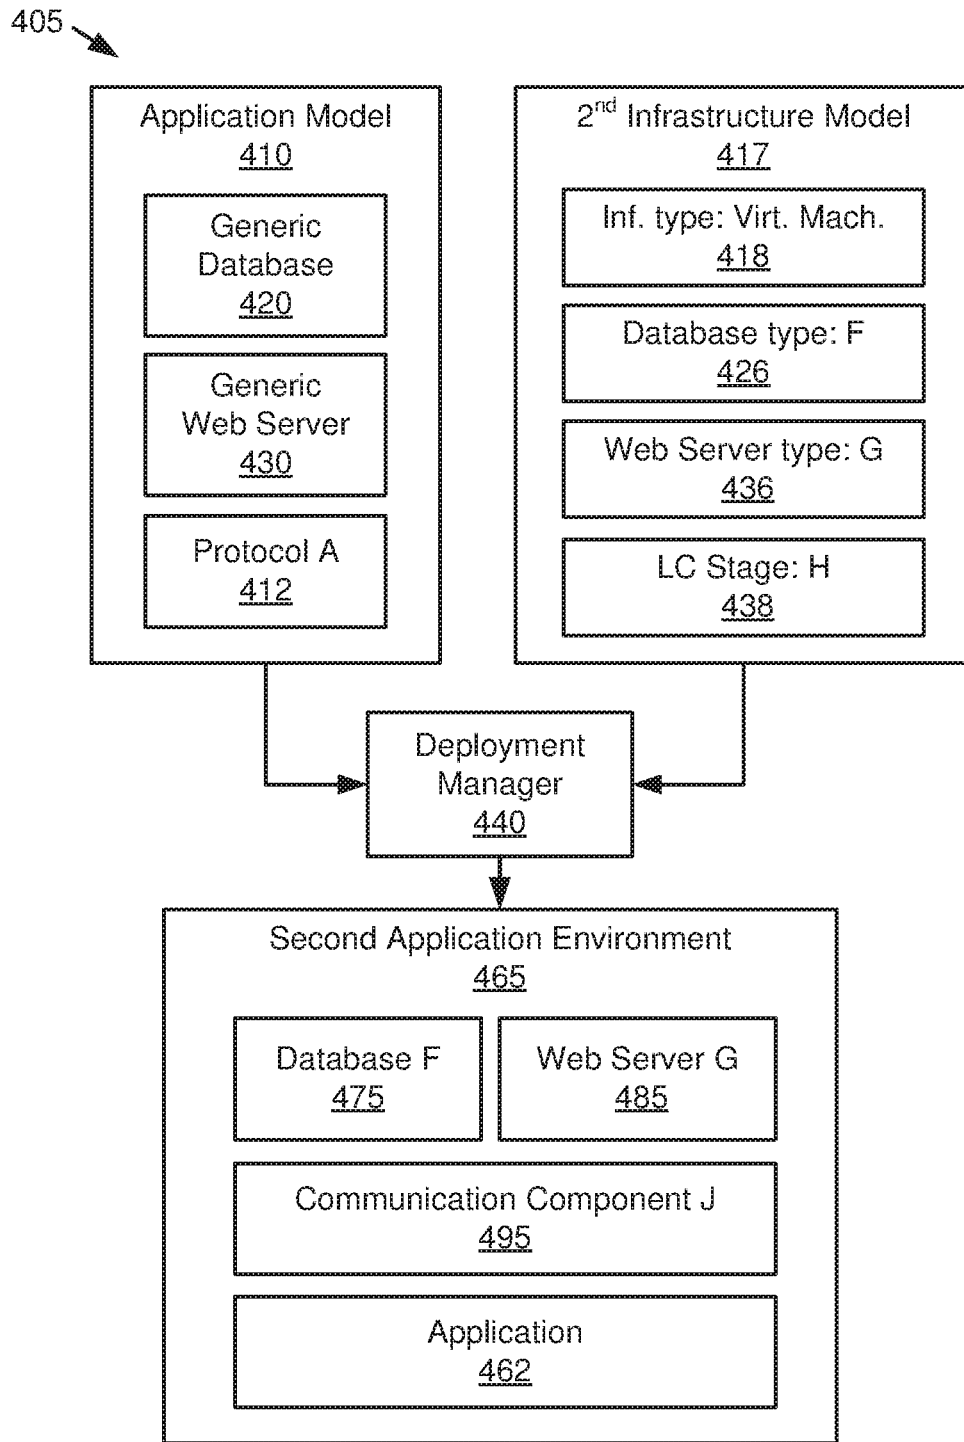 405
Application Model
410
Generic
Database
420
Generic
Web Server
430
Protocol A
412
2nd Infrastructure Model
417
Inf. type: Virt. Mach.
418
Database type: F
426
Web Server type: G
436
LC Stage: H
438
Deployment
Manager
440
Second Application Environment
465
Database F
475
Web Server G
485
Communication Component J
495
Application
462